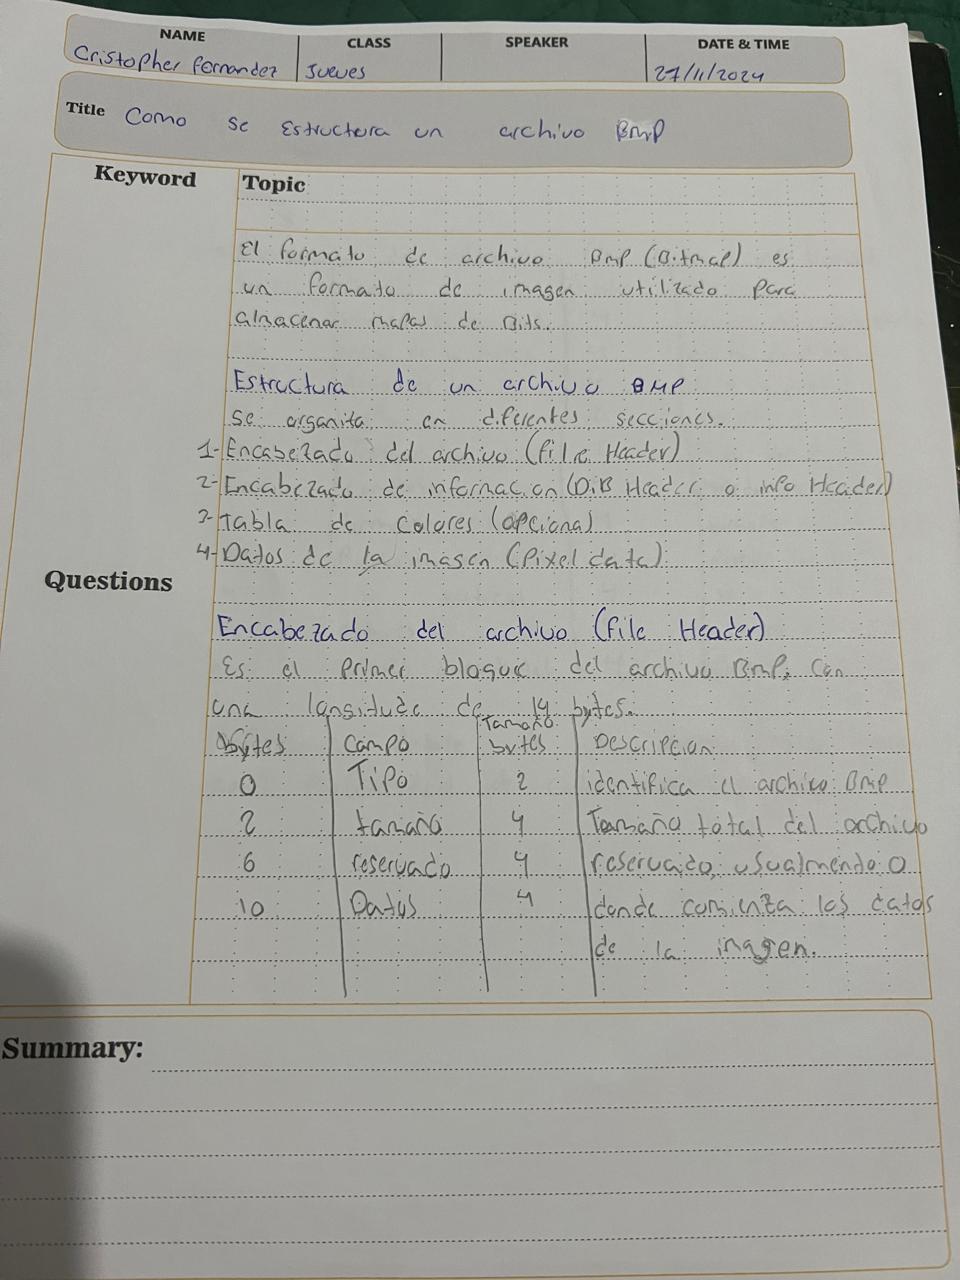 NAME CLASS SPEAKER DATE & TIME
Cristopher Fernandez Jueves 27/11/2024
Title Como se Estructura un archivo BMP
Keyword Topic
El formato de archivo BMP (Bitmap) es
un formato de imagen utilizado para
almacenar mapas de Bits.
Estructura de un archivo BMP
se organiza en diferentes secciones.
1- Encabezado del archivo (file Header)
2- Encabezado de informacion (DiB Header o info Header)
3- Tabla de colores (opcional)
4- Datos de la imagen (Pixel data)
Questions
Encabezado del archivo (file Header)
Es el primer bloque del archivo BMP, con
una longitude de 14 bytes.
bytes Campo Tamaño bytes Descripcion
0 Tipo 2 identifica el archivo BMP
2 tamaño 4 Tamaño total del archivo
6 reservado 4 reservado, usualmente 0
10 Datos 4 donde comienza los datos
de la imagen.
Summary: